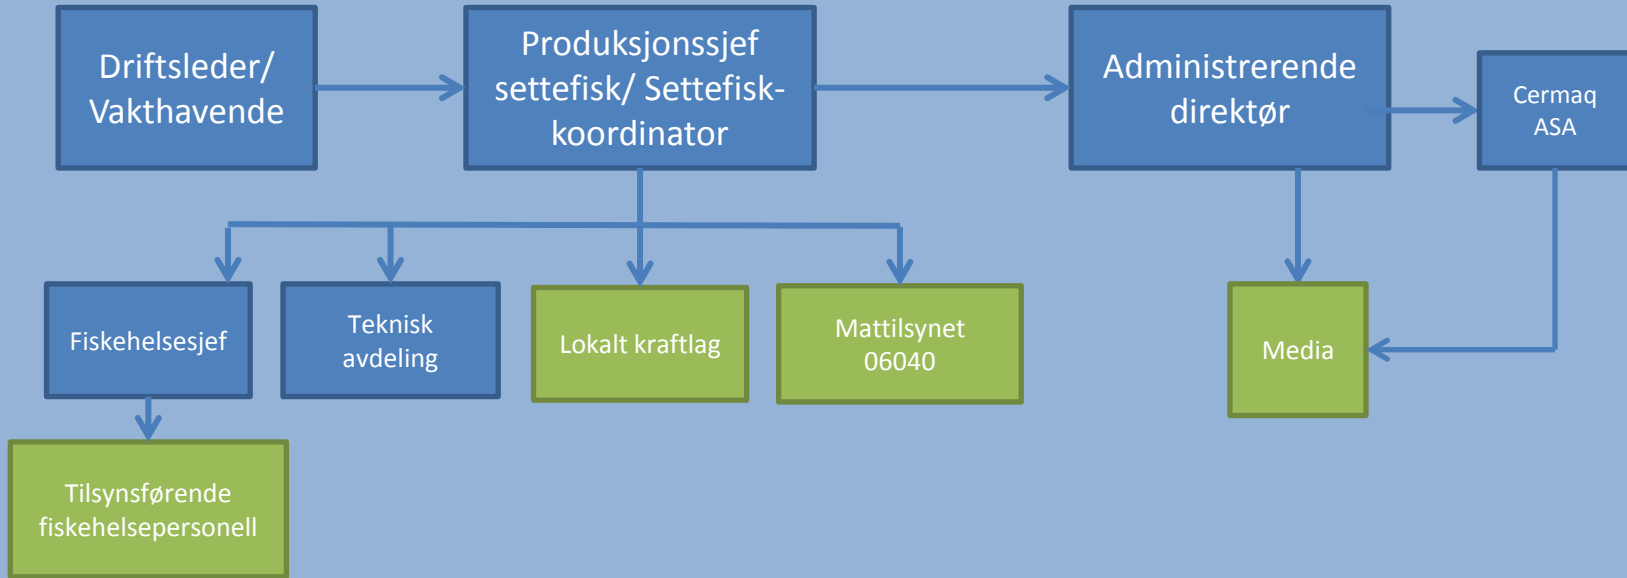 Driftsleder/
Vakthavende
Produksjonssjef
settefisk/ Settefisk-
koordinator
Administrerende
direktør
Cermaq
ASA
Fiskehelsesjef
Teknisk
avdeling
Lokalt kraftlag
Mattilsynet
06040
Media
Tilsynsførende
fiskehelsepersonell